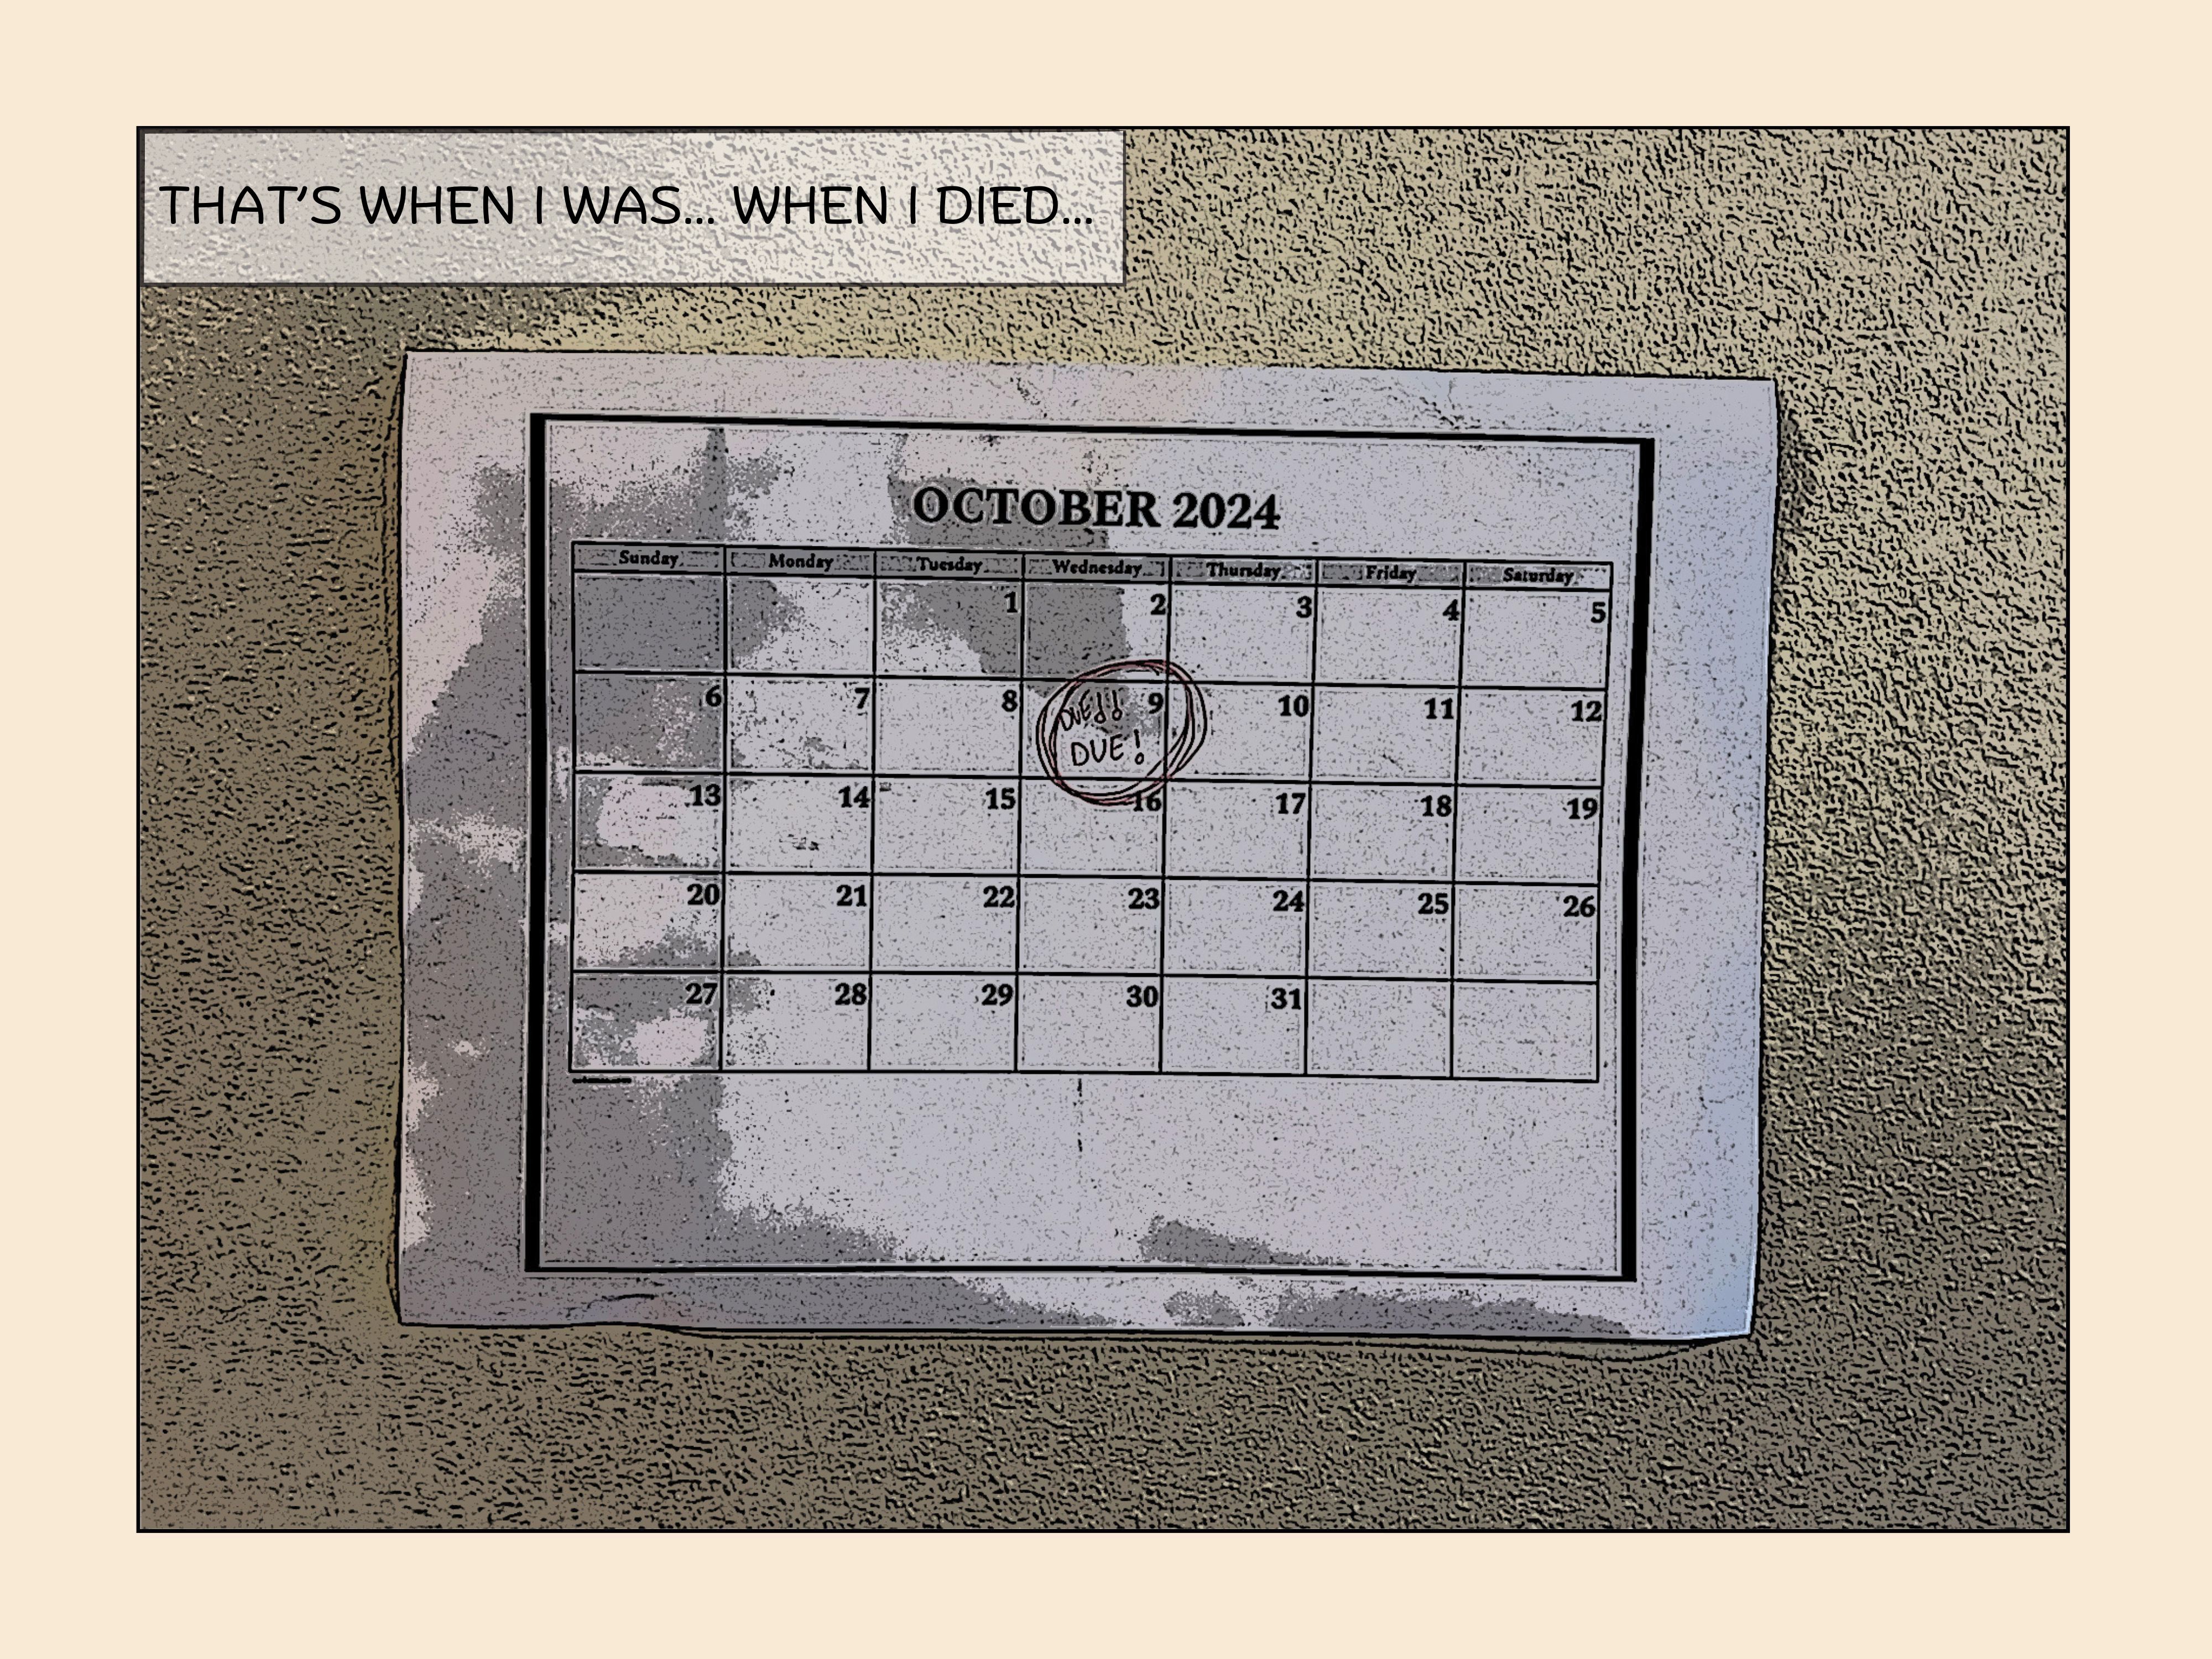 THAT'S WHEN I WAS... WHEN I DIED...
OCTOBER 2024
Sunday Monday Tuesday Wednesday Thursday Friday Saturday
1 2 3 4 5
6 7 8 9 10 11 12
DUE!!
DUE!
13 14 15 16 17 18 19
20 21 22 23 24 25 26
27 28 29 30 31